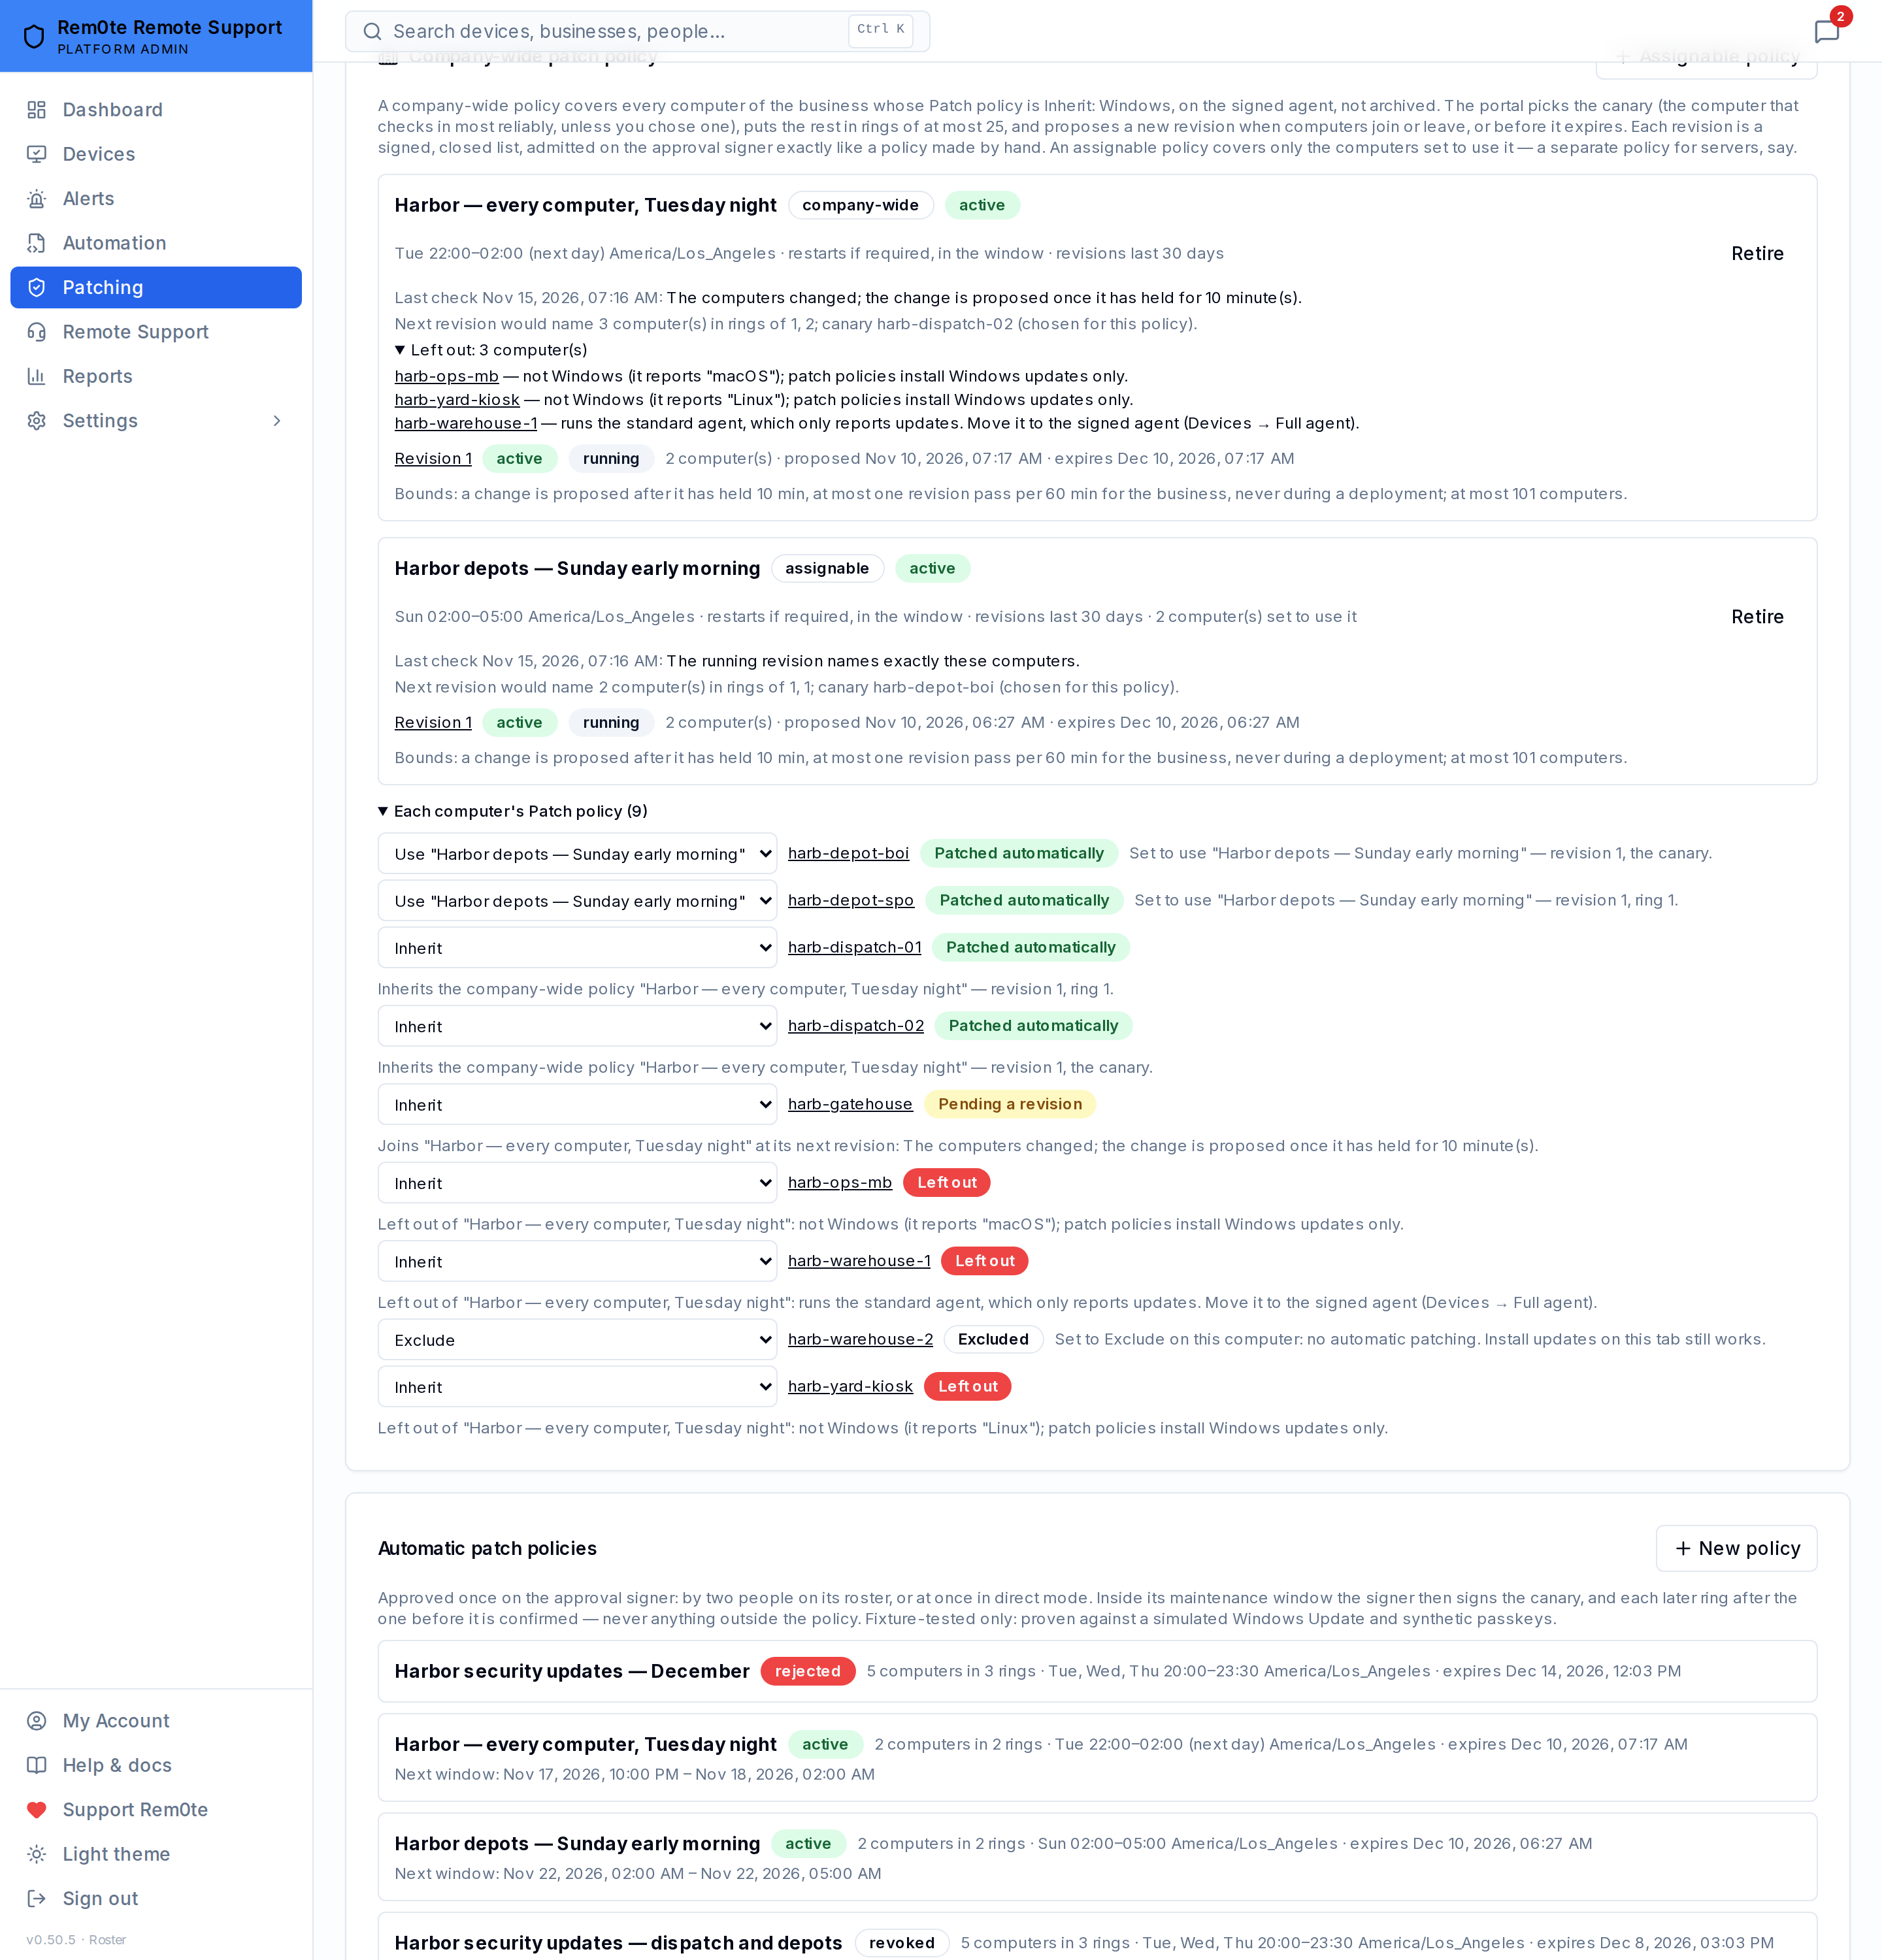 Rem0te Remote Support
PLATFORM ADMIN
Search devices, businesses, people...
Ctrl K
2
Dashboard
Devices
Alerts
Automation
Patching
Remote Support
Reports
Settings
Company-wide patch policy
+ Assignable policy
A company-wide policy covers every computer of the business whose Patch policy is Inherit: Windows, on the signed agent, not archived. The portal picks the canary (the computer that
checks in most reliably, unless you chose one), puts the rest in rings of at most 25, and proposes a new revision when computers join or leave, or before it expires. Each revision is a
signed, closed list, admitted on the approval signer exactly like a policy made by hand. An assignable policy covers only the computers set to use it — a separate policy for servers, say.
Harbor — every computer, Tuesday night company-wide active
Tue 22:00–02:00 (next day) America/Los_Angeles · restarts if required, in the window · revisions last 30 days
Retire
Last check Nov 15, 2026, 07:16 AM: The computers changed; the change is proposed once it has held for 10 minute(s).
Next revision would name 3 computer(s) in rings of 1, 2; canary harb-dispatch-02 (chosen for this policy).
▼ Left out: 3 computer(s)
harb-ops-mb — not Windows (it reports "macOS"); patch policies install Windows updates only.
harb-yard-kiosk — not Windows (it reports "Linux"); patch policies install Windows updates only.
harb-warehouse-1 — runs the standard agent, which only reports updates. Move it to the signed agent (Devices → Full agent).
Revision 1 active running 2 computer(s) · proposed Nov 10, 2026, 07:17 AM · expires Dec 10, 2026, 07:17 AM
Bounds: a change is proposed after it has held 10 min, at most one revision pass per 60 min for the business, never during a deployment; at most 101 computers.
Harbor depots — Sunday early morning assignable active
Sun 02:00–05:00 America/Los_Angeles · restarts if required, in the window · revisions last 30 days · 2 computer(s) set to use it
Retire
Last check Nov 15, 2026, 07:16 AM: The running revision names exactly these computers.
Next revision would name 2 computer(s) in rings of 1, 1; canary harb-depot-boi (chosen for this policy).
Revision 1 active running 2 computer(s) · proposed Nov 10, 2026, 06:27 AM · expires Dec 10, 2026, 06:27 AM
Bounds: a change is proposed after it has held 10 min, at most one revision pass per 60 min for the business, never during a deployment; at most 101 computers.
▼ Each computer's Patch policy (9)
Use "Harbor depots — Sunday early morning" harb-depot-boi Patched automatically Set to use "Harbor depots — Sunday early morning" — revision 1, the canary.
Use "Harbor depots — Sunday early morning" harb-depot-spo Patched automatically Set to use "Harbor depots — Sunday early morning" — revision 1, ring 1.
Inherit harb-dispatch-01 Patched automatically
Inherits the company-wide policy "Harbor — every computer, Tuesday night" — revision 1, ring 1.
Inherit harb-dispatch-02 Patched automatically
Inherits the company-wide policy "Harbor — every computer, Tuesday night" — revision 1, the canary.
Inherit harb-gatehouse Pending a revision
Joins "Harbor — every computer, Tuesday night" at its next revision: The computers changed; the change is proposed once it has held for 10 minute(s).
Inherit harb-ops-mb Left out
Left out of "Harbor — every computer, Tuesday night": not Windows (it reports "macOS"); patch policies install Windows updates only.
Inherit harb-warehouse-1 Left out
Left out of "Harbor — every computer, Tuesday night": runs the standard agent, which only reports updates. Move it to the signed agent (Devices → Full agent).
Exclude harb-warehouse-2 Excluded Set to Exclude on this computer: no automatic patching. Install updates on this tab still works.
Inherit harb-yard-kiosk Left out
Left out of "Harbor — every computer, Tuesday night": not Windows (it reports "Linux"); patch policies install Windows updates only.
Automatic patch policies
+ New policy
Approved once on the approval signer: by two people on its roster, or at once in direct mode. Inside its maintenance window the signer then signs the canary, and each later ring after the
one before it is confirmed — never anything outside the policy. Fixture-tested only: proven against a simulated Windows Update and synthetic passkeys.
Harbor security updates — December rejected 5 computers in 3 rings · Tue, Wed, Thu 20:00–23:30 America/Los_Angeles · expires Dec 14, 2026, 12:03 PM
Harbor — every computer, Tuesday night active 2 computers in 2 rings · Tue 22:00–02:00 (next day) America/Los_Angeles · expires Dec 10, 2026, 07:17 AM
Next window: Nov 17, 2026, 10:00 PM – Nov 18, 2026, 02:00 AM
Harbor depots — Sunday early morning active 2 computers in 2 rings · Sun 02:00–05:00 America/Los_Angeles · expires Dec 10, 2026, 06:27 AM
Next window: Nov 22, 2026, 02:00 AM – Nov 22, 2026, 05:00 AM
Harbor security updates — dispatch and depots revoked 5 computers in 3 rings · Tue, Wed, Thu 20:00–23:30 America/Los_Angeles · expires Dec 8, 2026, 03:03 PM
My Account
Help & docs
Support Rem0te
Light theme
Sign out
v0.50.5 · Roster